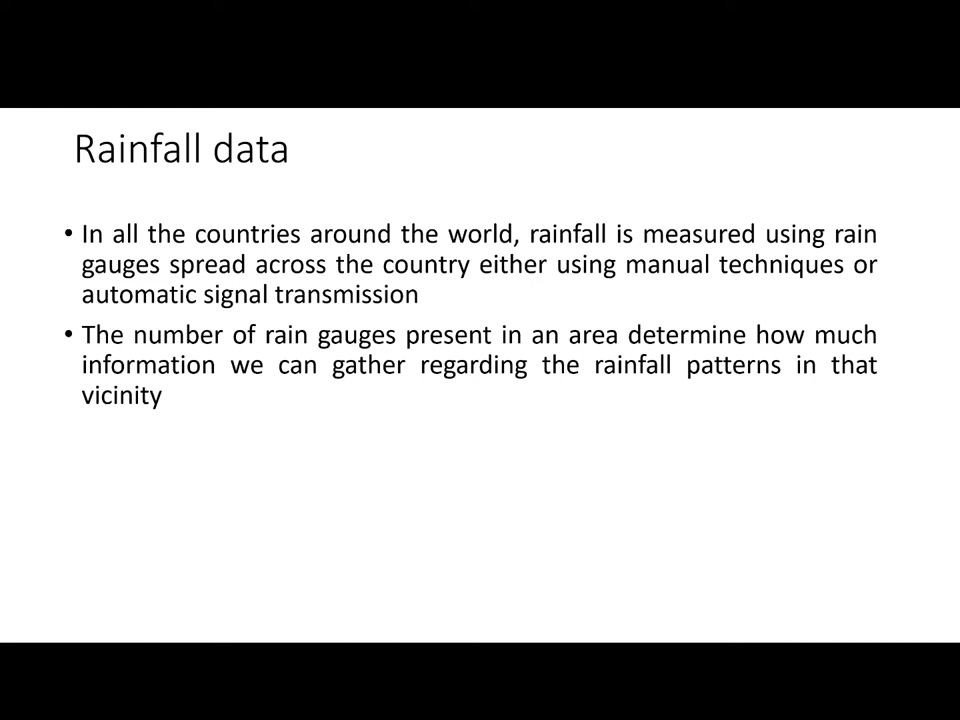 Rainfall data
• In all the countries around the world, rainfall is measured using rain
gauges spread across the country either using manual techniques or
automatic signal transmission
• The number of rain gauges present in an area determine how much
information we can gather regarding the rainfall patterns in that
vicinity